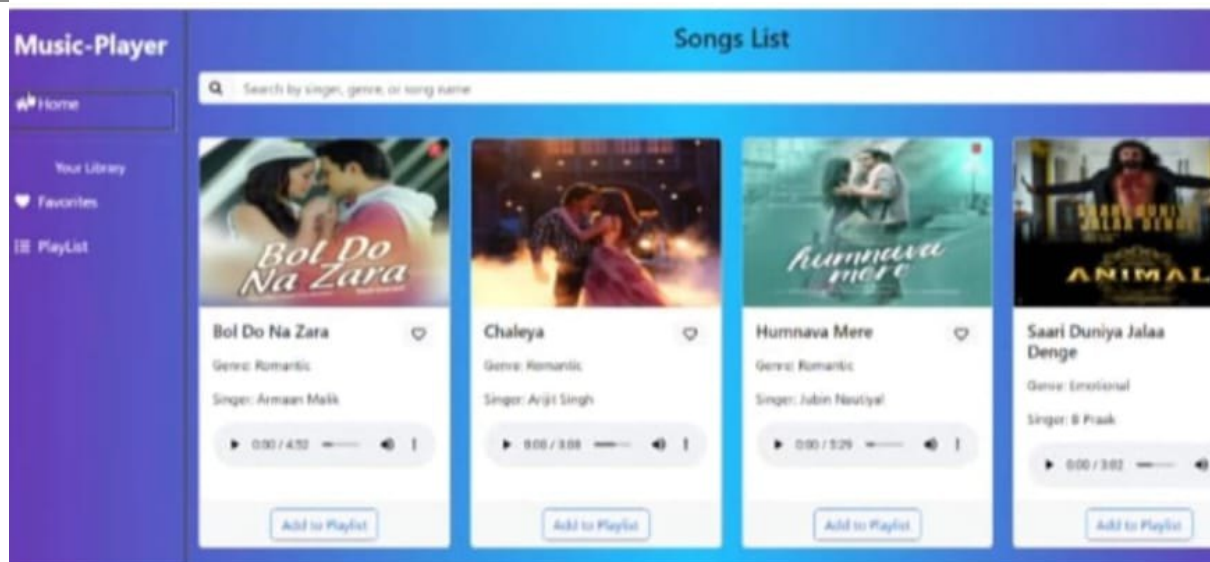 Music-Player
Home
Your Library
Favorites
PlayList
Songs List
Search by singer, genre, or song name
Bol Do
Na Zara
Bol Do Na Zara
Genre: Romantic
Singer: Armaan Malik
0:00 / 4:52
Add to Playlist
Chaleya
Genre: Romantic
Singer: Arijit Singh
0:00 / 3:08
Add to Playlist
humnava
mere
Humnava Mere
Genre: Romantic
Singer: Jubin Nautiyal
0:00 / 5:29
Add to Playlist
SAARI DUNIYA
JALAA DENGE
ANIMAL
Saari Duniya Jalaa
Denge
Genre: Emotional
Singer: B Praak
0:00 / 3:02
Add to Playlist